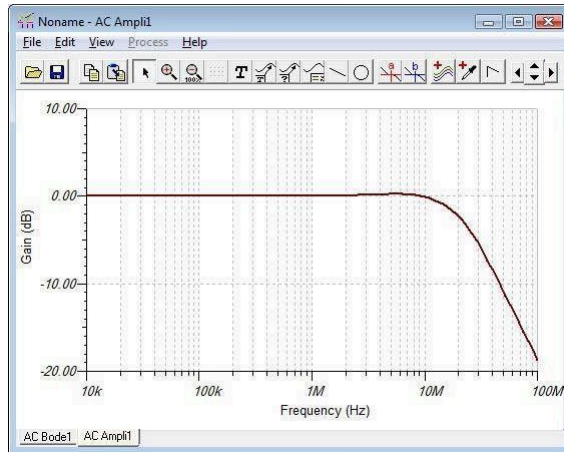 Noname - AC Ampli1
File Edit View Process Help
100%
T
a
b
10.00
0.00
-10.00
-20.00
Gain (dB)
10k 100k 1M 10M 100M
Frequency (Hz)
AC Bode1 AC Ampli1